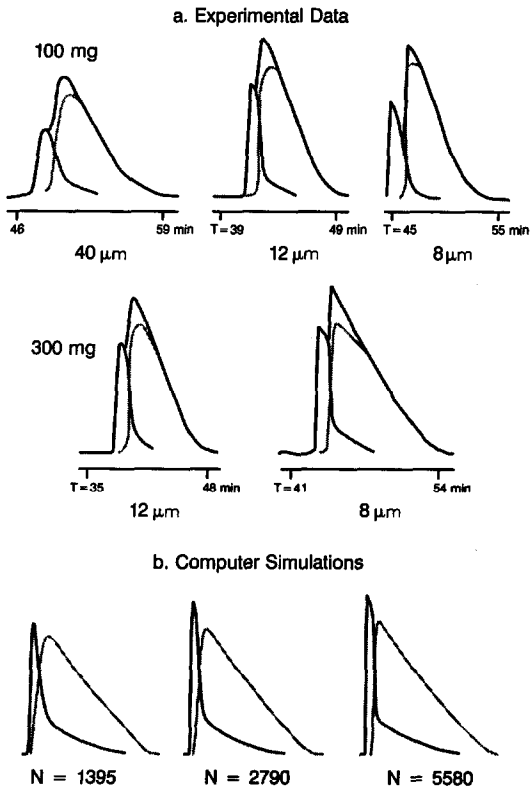 a. Experimental Data
100 mg
46 59 min
40 μm
T=39 49 min
12 μm
T=45 55 min
8 μm
300 mg
T=35 48 min
12 μm
T=41 54 min
8 μm
b. Computer Simulations
N = 1395 N = 2790 N = 5580